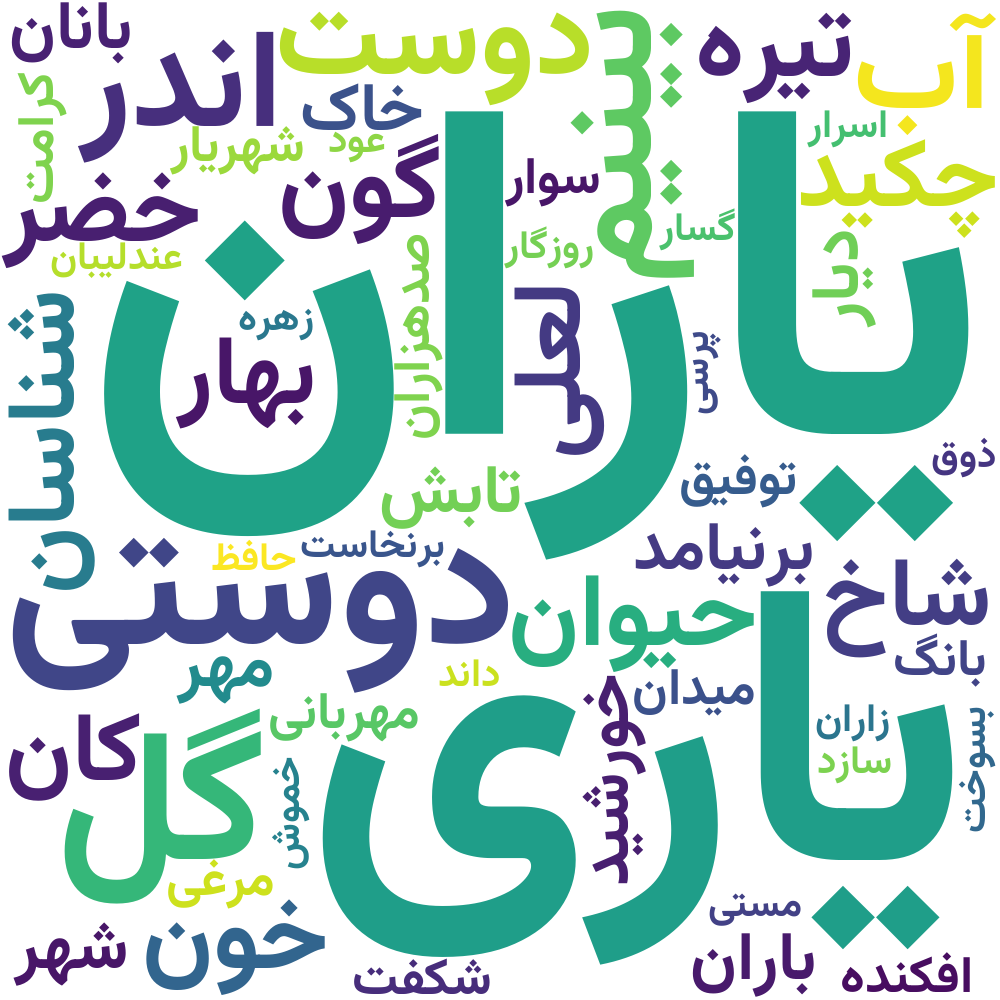 بانان
اندر
دوست
بینیم
تیره
آب
کرامت
خاک
شهریار
عود
اسرار
چکید
خضر
گون
سوار
گسار
دیار
عندلیبان
صدهزاران
روزگار
یاران
شناسان
زهره
بهار
لعلی
پرسی
ذوق
تابش
توفیق
حافظ
برنخاست
برنیامد
شاخ
دوستی
حیوان
بانگ
مهر
داند
میدان
یاری
مهربانی
خورشید
زاران
بسوخت
کان
گل
خموش
سازد
مرغی
مستی
شهر
خون
شکفت
باران
افکنده